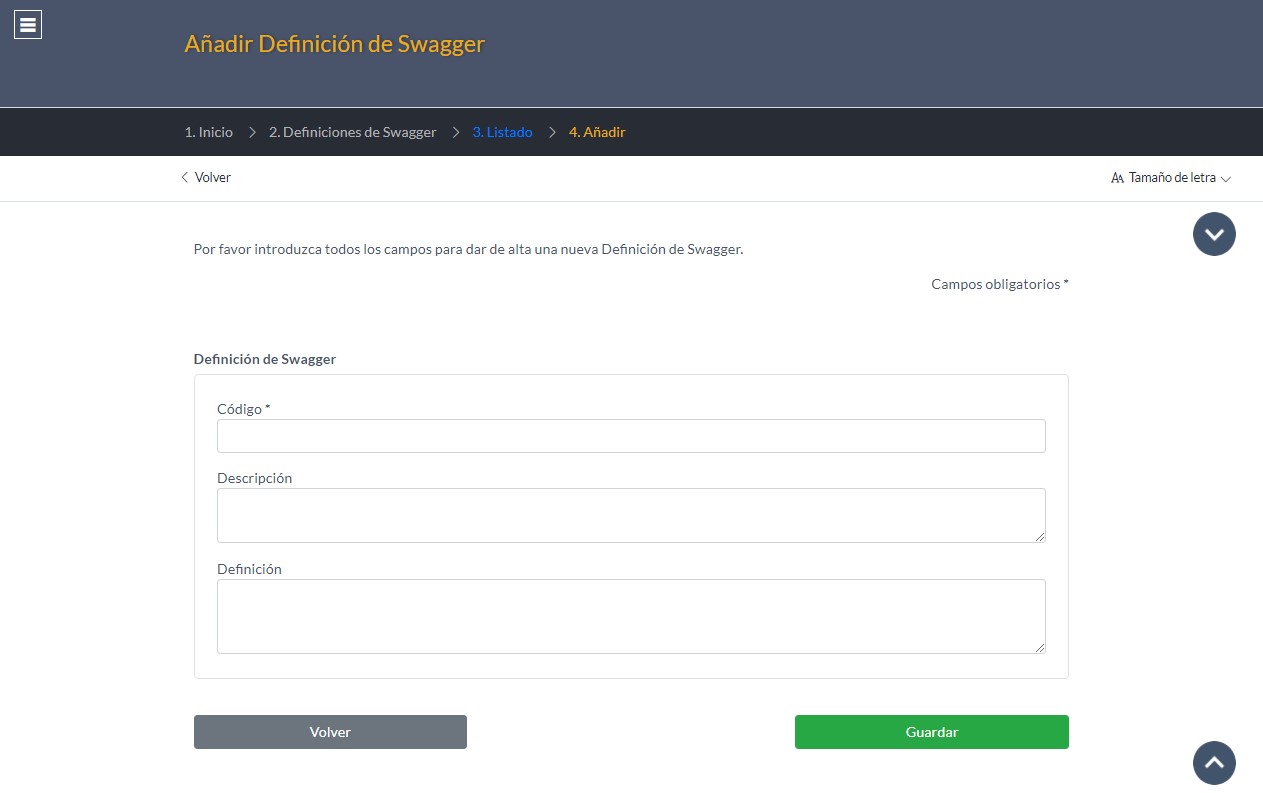 Añadir Definición de Swagger
1. Inicio 2. Definiciones de Swagger 3. Listado 4. Añadir
Volver AA Tamaño de letra
Por favor introduzca todos los campos para dar de alta una nueva Definición de Swagger.
Campos obligatorios *
Definición de Swagger
Código *
Descripción
Definición
Volver Guardar